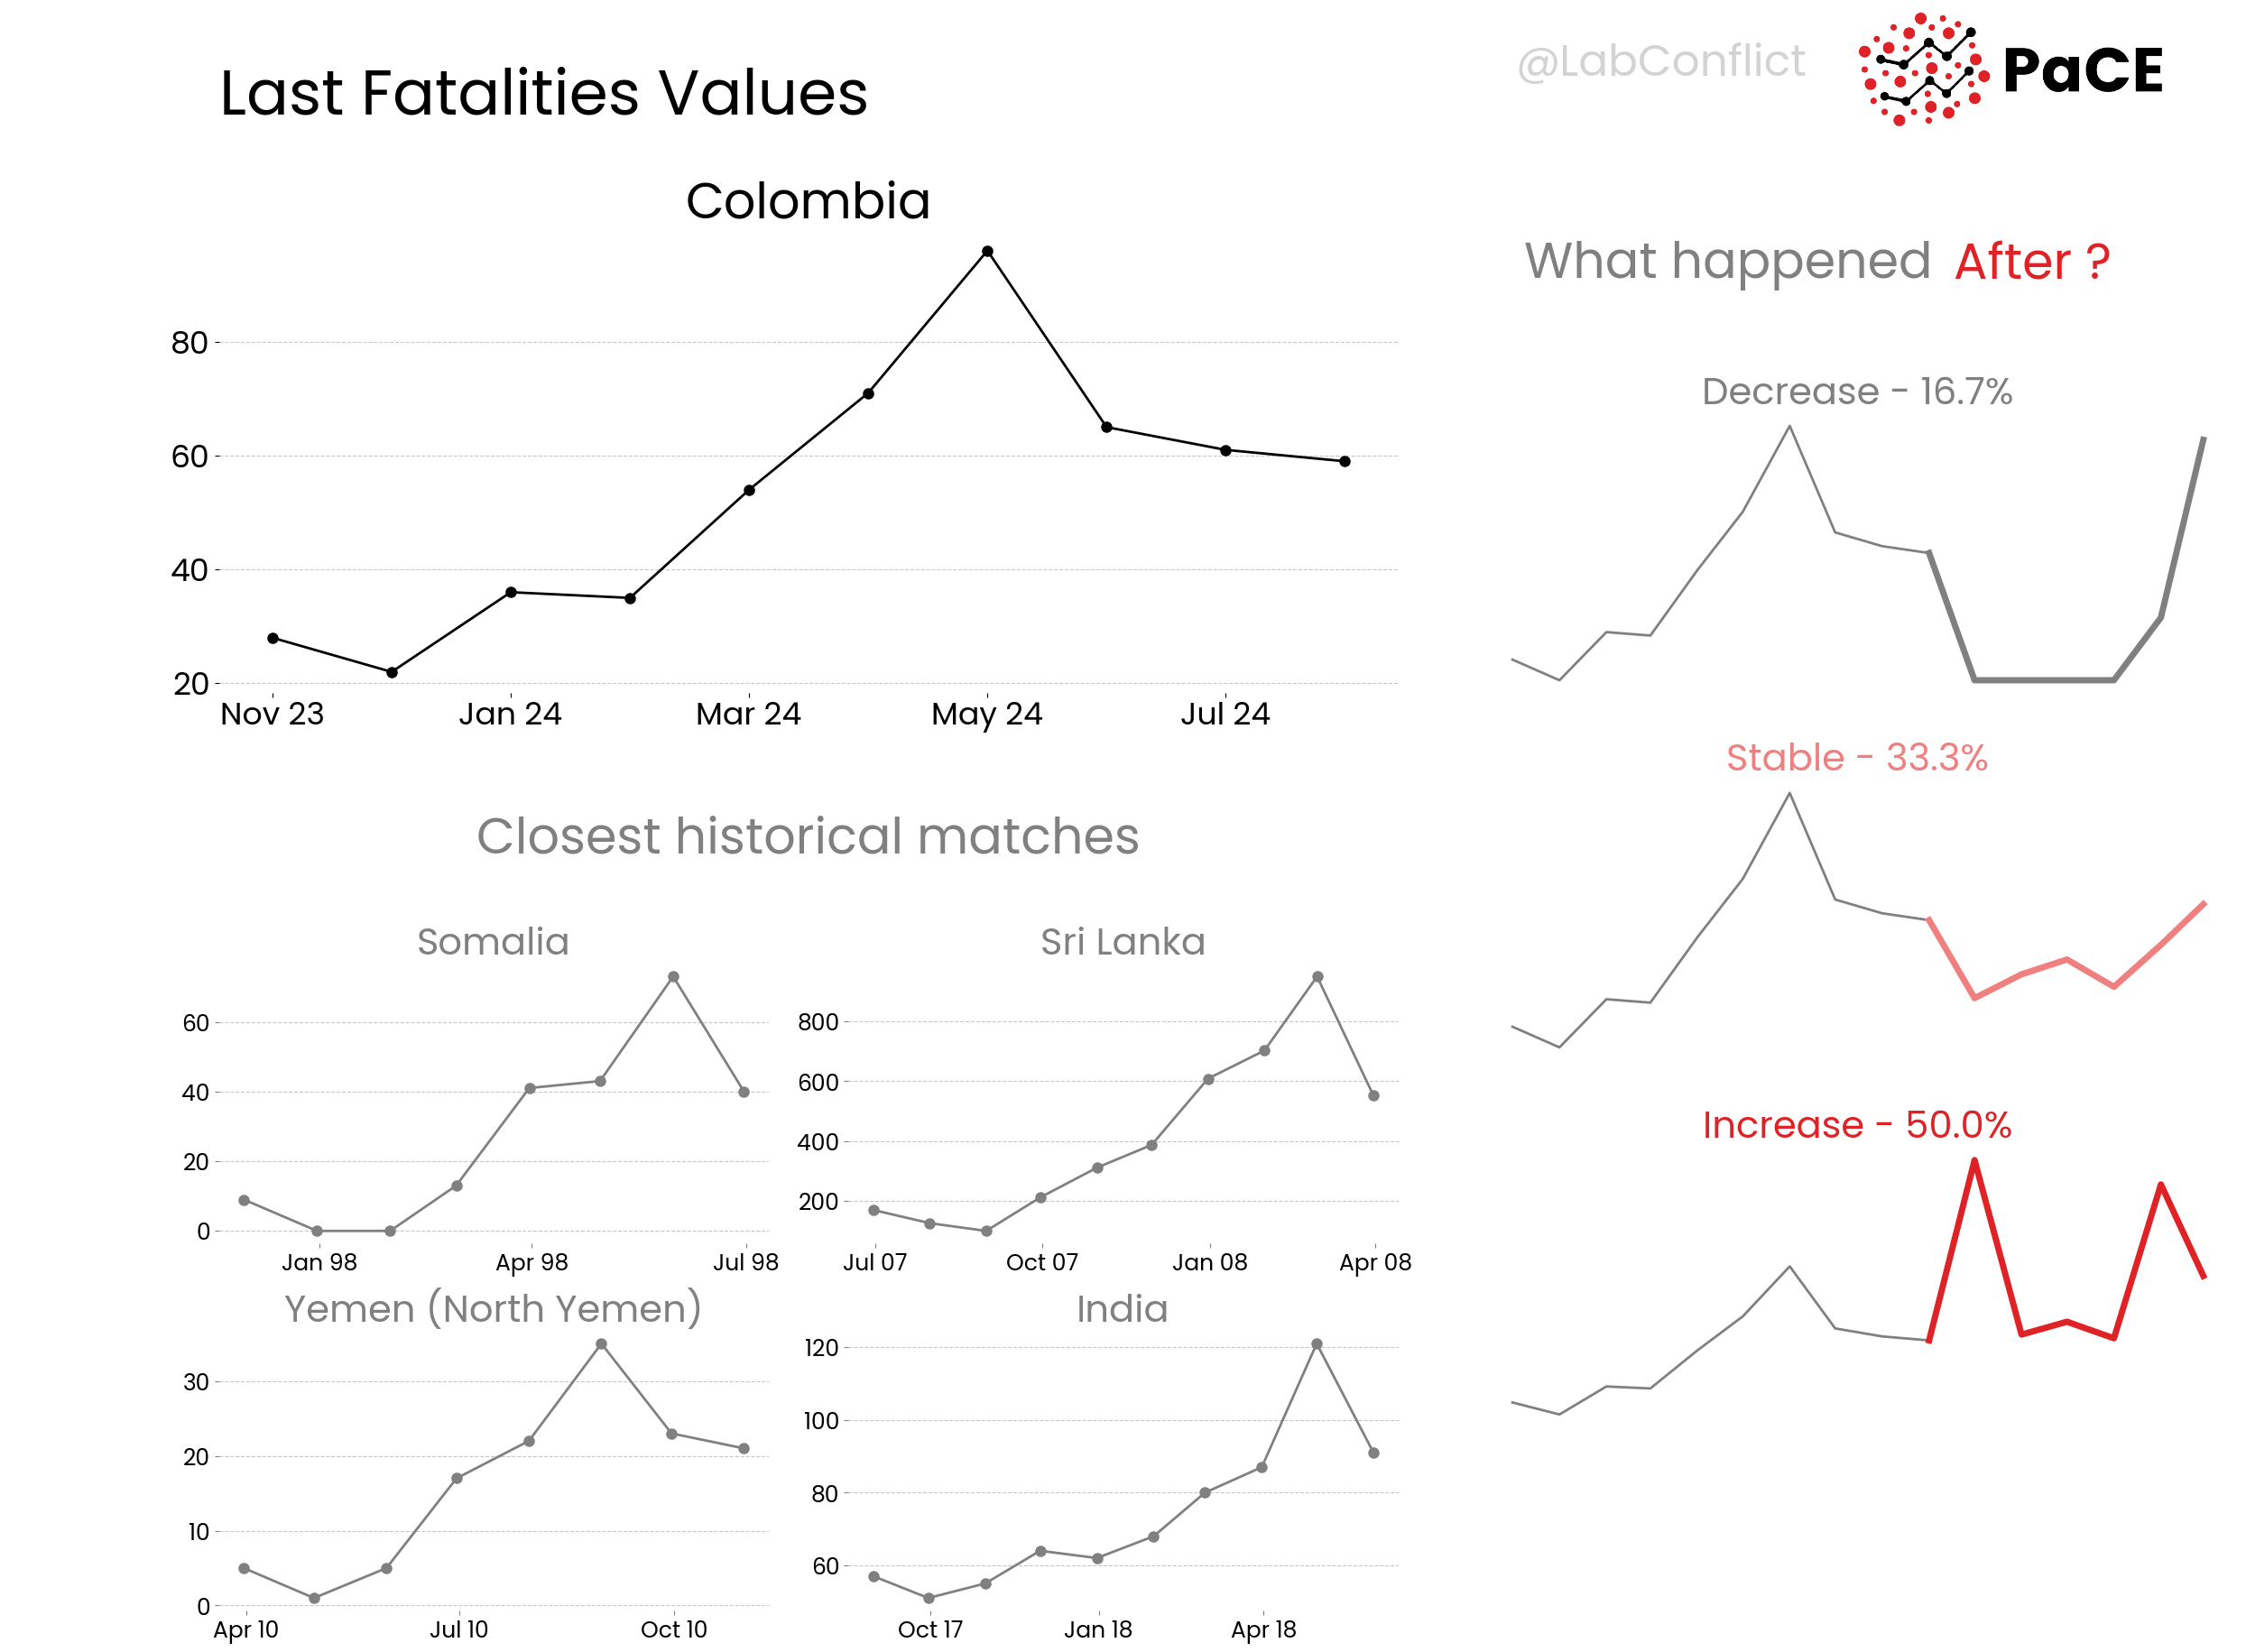 Last Fatalities Values
@LabConflict
PaCE
Colombia
80
60
40
20
Nov 23 Jan 24 Mar 24 May 24 Jul 24
What happened After ?
Decrease - 16.7%
Stable - 33.3%
Increase - 50.0%
Closest historical matches
Somalia
60
40
20
0
Jan 98 Apr 98 Jul 98
Sri Lanka
800
600
400
200
Jul 07 Oct 07 Jan 08 Apr 08
Yemen (North Yemen)
30
20
10
0
Apr 10 Jul 10 Oct 10
India
120
100
80
60
Oct 17 Jan 18 Apr 18